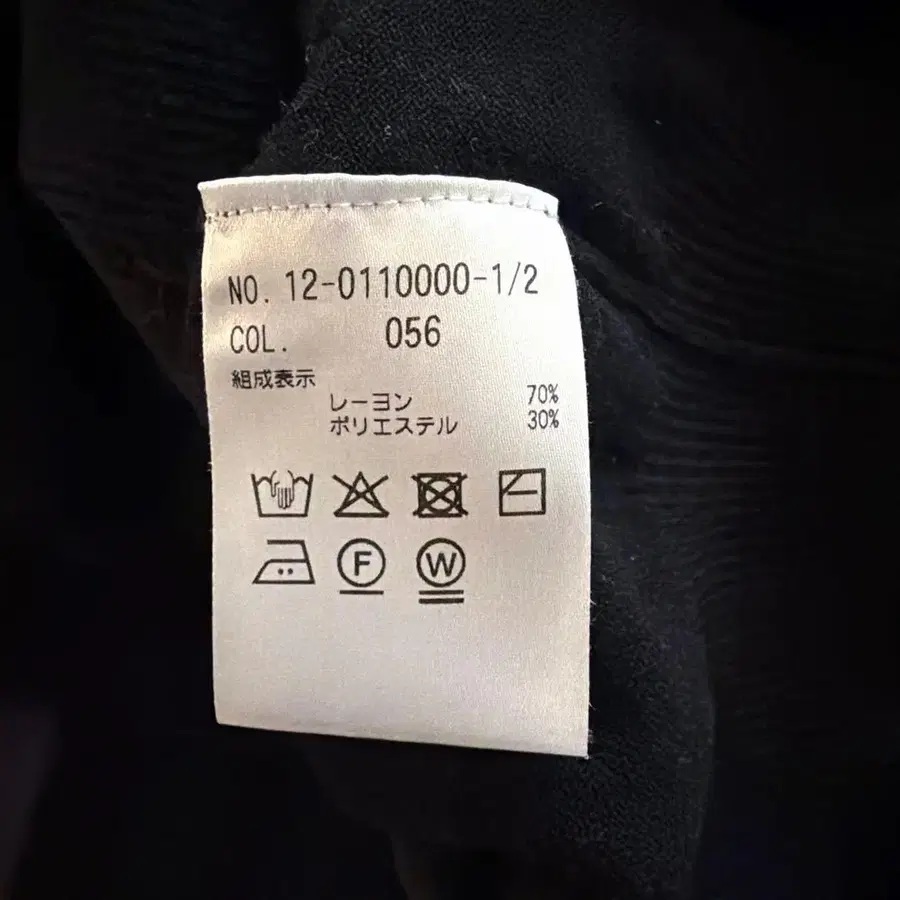 NO. 12-0110000-1/2
COL. 056
組成表示
レーヨン 70%
ポリエステル 30%
F W